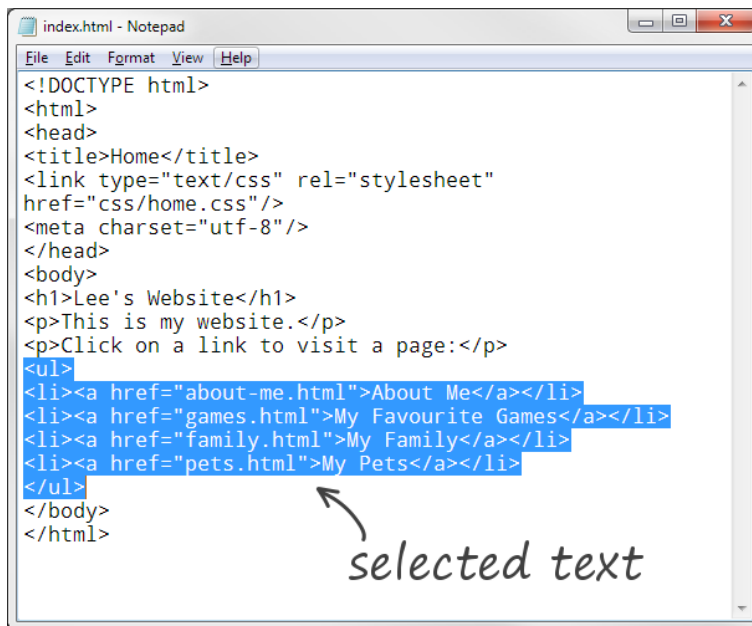 index.html - Notepad
File Edit Format View Help
<!DOCTYPE html>
<html>
<head>
<title>Home</title>
<link type="text/css" rel="stylesheet"
href="css/home.css"/>
<meta charset="utf-8"/>
</head>
<body>
<h1>Lee's Website</h1>
<p>This is my website.</p>
<p>Click on a link to visit a page:</p>
<ul>
<li><a href="about-me.html">About Me</a></li>
<li><a href="games.html">My Favourite Games</a></li>
<li><a href="family.html">My Family</a></li>
<li><a href="pets.html">My Pets</a></li>
</ul>
</body>
</html>
selected text